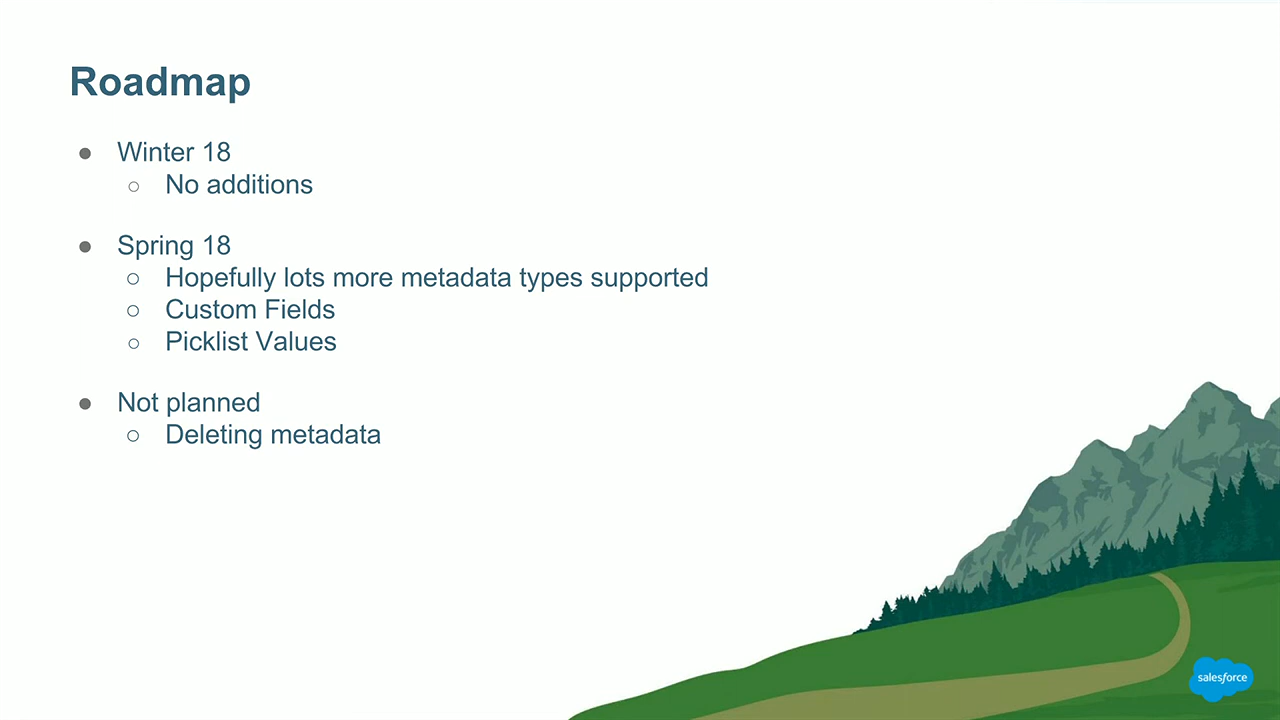 Roadmap
● Winter 18
○ No additions
● Spring 18
○ Hopefully lots more metadata types supported
○ Custom Fields
○ Picklist Values
● Not planned
○ Deleting metadata
salesforce